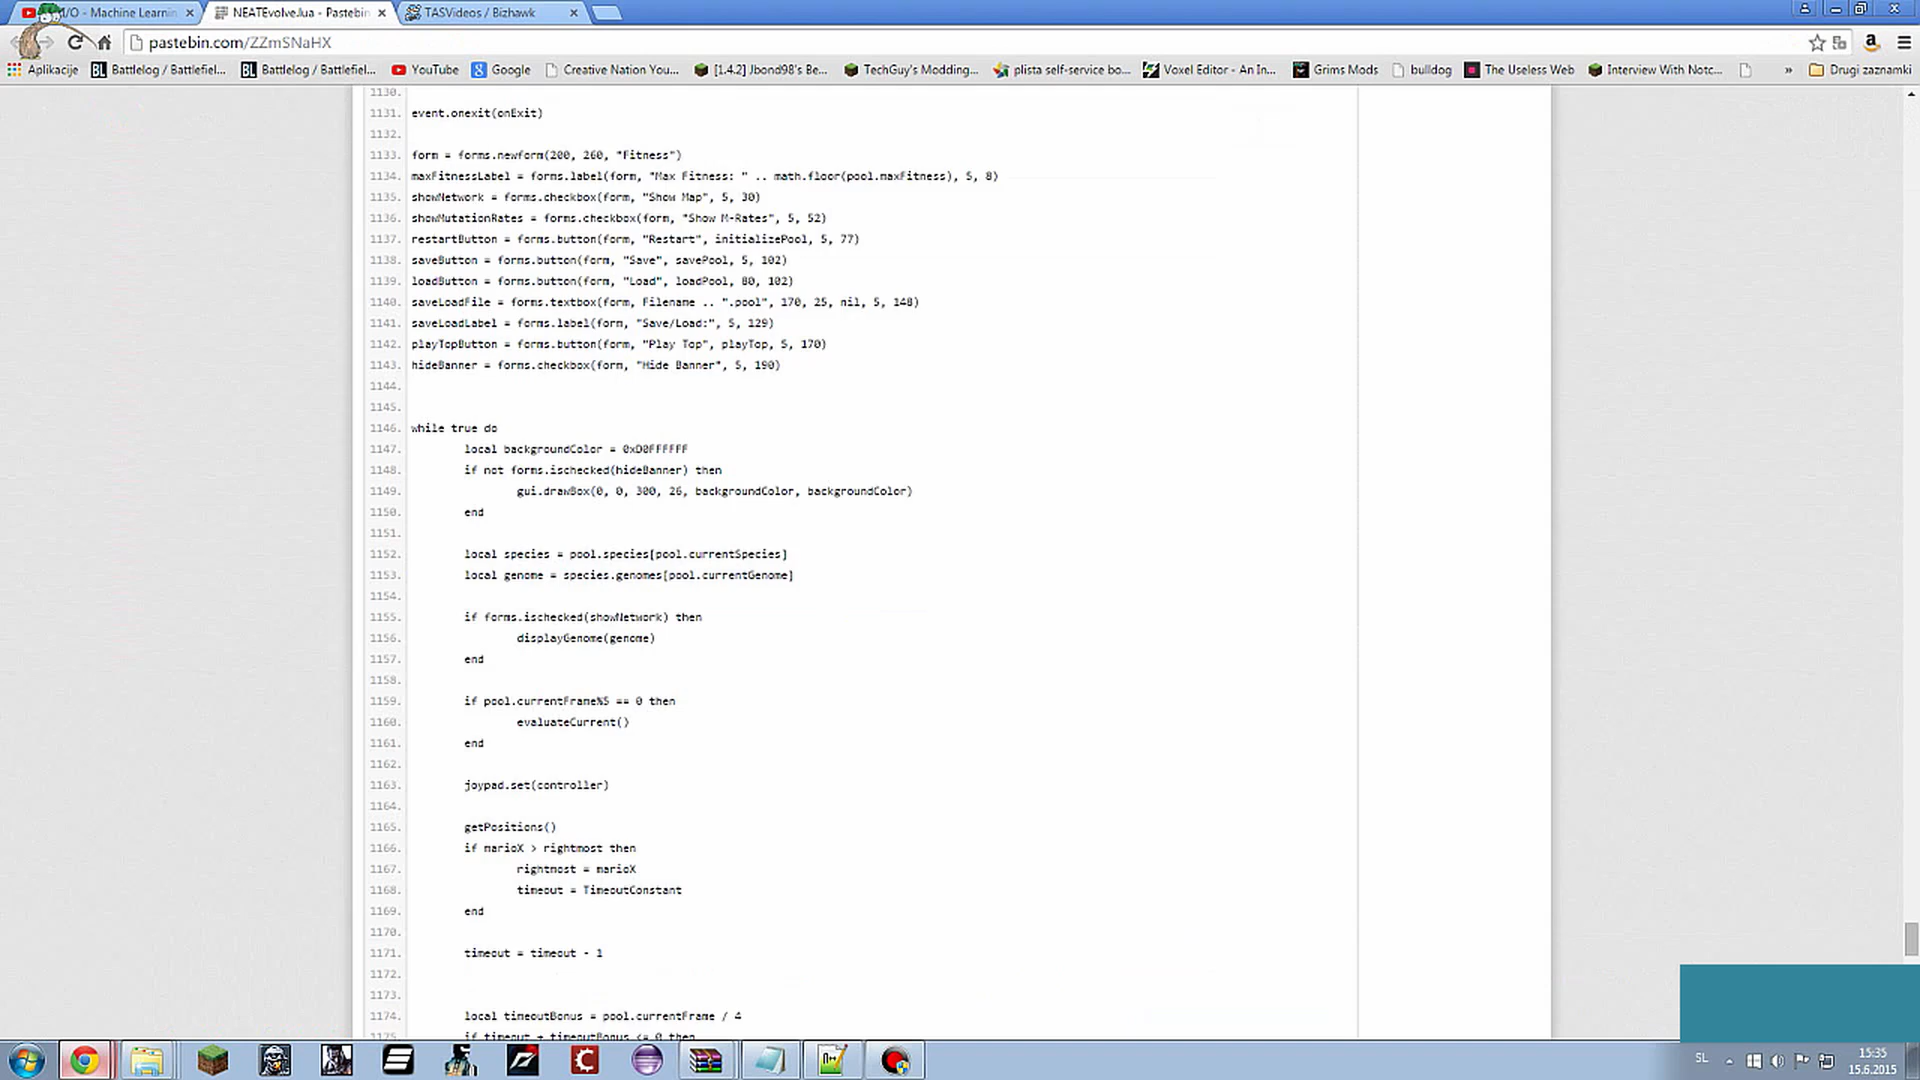 I/O - Machine Learnin
NEATEvolve.lua - Pastebin
TASVideos / Bizhawk
pastebin.com/ZZmSNaHX
Aplikacije
Battlelog / Battlefiel...
Battlelog / Battlefiel...
YouTube
Google
Creative Nation You...
[1.4.2] Jbond98's Be...
TechGuy's Modding...
plista self-service bo...
Voxel Editor - An In...
Grims Mods
bulldog
The Useless Web
Interview With Notc...
»
Drugi zaznamki
1130.
1131. event.onexit(onExit)
1132.
1133. form = forms.newform(200, 260, "Fitness")
1134. maxFitnessLabel = forms.label(form, "Max Fitness: " .. math.floor(pool.maxFitness), 5, 8)
1135. showNetwork = forms.checkbox(form, "Show Map", 5, 30)
1136. showMutationRates = forms.checkbox(form, "Show M-Rates", 5, 52)
1137. restartButton = forms.button(form, "Restart", initializePool, 5, 77)
1138. saveButton = forms.button(form, "Save", savePool, 5, 102)
1139. loadButton = forms.button(form, "Load", loadPool, 80, 102)
1140. saveLoadFile = forms.textbox(form, Filename .. ".pool", 170, 25, nil, 5, 148)
1141. saveLoadLabel = forms.label(form, "Save/Load:", 5, 129)
1142. playTopButton = forms.button(form, "Play Top", playTop, 5, 170)
1143. hideBanner = forms.checkbox(form, "Hide Banner", 5, 190)
1144.
1145.
1146. while true do
1147. local backgroundColor = 0xD0FFFFFF
1148. if not forms.ischecked(hideBanner) then
1149. gui.drawBox(0, 0, 300, 26, backgroundColor, backgroundColor)
1150. end
1151.
1152. local species = pool.species[pool.currentSpecies]
1153. local genome = species.genomes[pool.currentGenome]
1154.
1155. if forms.ischecked(showNetwork) then
1156. displayGenome(genome)
1157. end
1158.
1159. if pool.currentFrame%5 == 0 then
1160. evaluateCurrent()
1161. end
1162.
1163. joypad.set(controller)
1164.
1165. getPositions()
1166. if marioX > rightmost then
1167. rightmost = marioX
1168. timeout = TimeoutConstant
1169. end
1170.
1171. timeout = timeout - 1
1172.
1173.
1174. local timeoutBonus = pool.currentFrame / 4
1175. if timeout + timeoutBonus <= 0 then
SL
15:35
15.6.2015